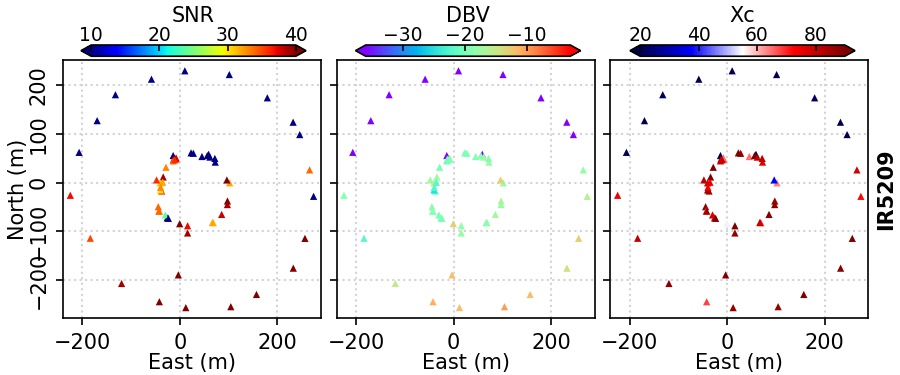 SNR DBV Xc
10 20 30 40 −30 −20 −10 20 40 60 80
200
100
0
−100
−200
North (m)
IR5209
−200 0 200 −200 0 200 −200 0 200
East (m) East (m) East (m)